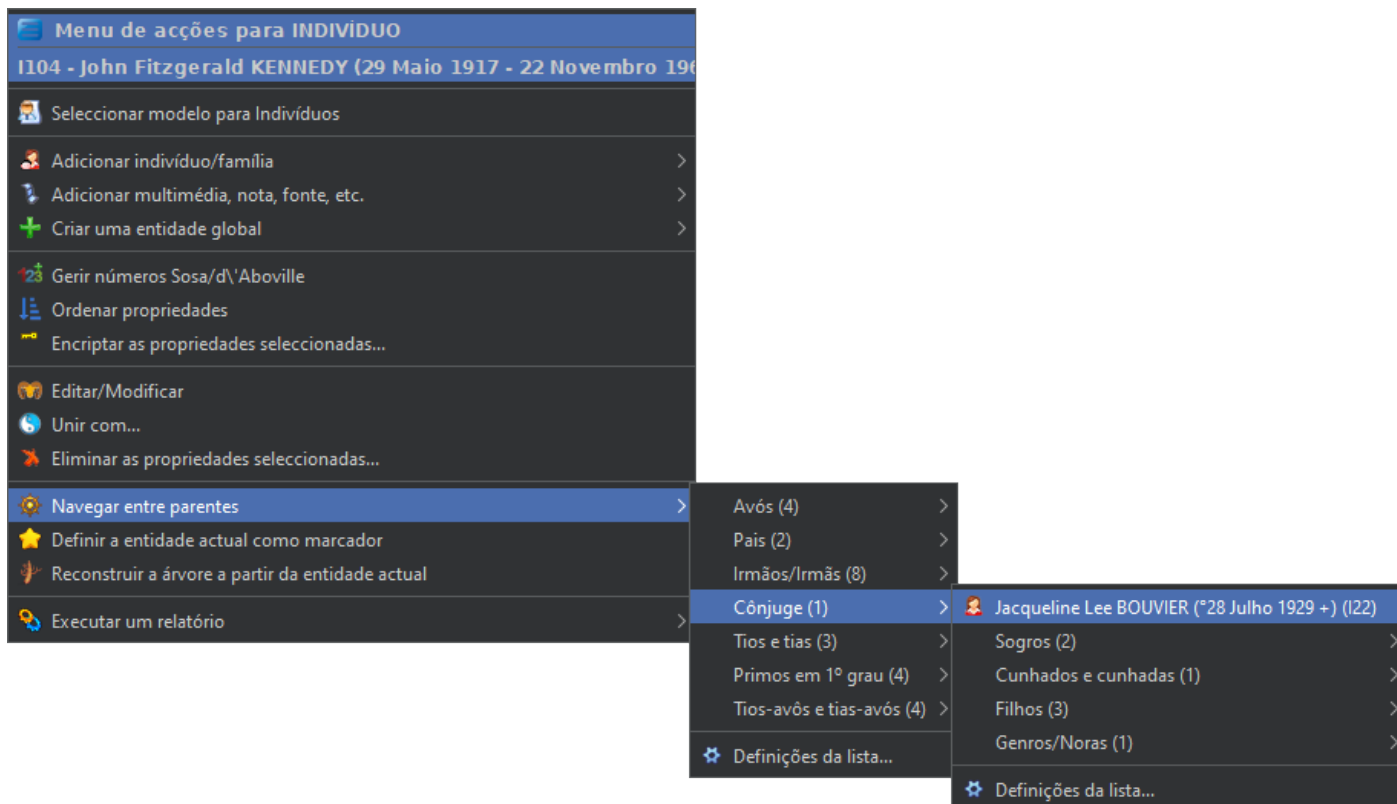 Menu de acções para INDIVÍDUO
I104 - John Fitzgerald KENNEDY (29 Maio 1917 - 22 Novembro 196
Seleccionar modelo para Indivíduos
Adicionar indivíduo/família
Adicionar multimédia, nota, fonte, etc.
Criar uma entidade global
Gerir números Sosa/d\'Aboville
Ordenar propriedades
Encriptar as propriedades seleccionadas...
Editar/Modificar
Unir com...
Eliminar as propriedades seleccionadas...
Navegar entre parentes
Definir a entidade actual como marcador
Reconstruir a árvore a partir da entidade actual
Executar um relatório
Avós (4)
Pais (2)
Irmãos/Irmãs (8)
Cônjuge (1)
Tios e tias (3)
Primos em 1º grau (4)
Tios-avôs e tias-avós (4)
Definições da lista...
Jacqueline Lee BOUVIER (°28 Julho 1929 +) (I22)
Sogros (2)
Cunhados e cunhadas (1)
Filhos (3)
Genros/Noras (1)
Definições da lista...